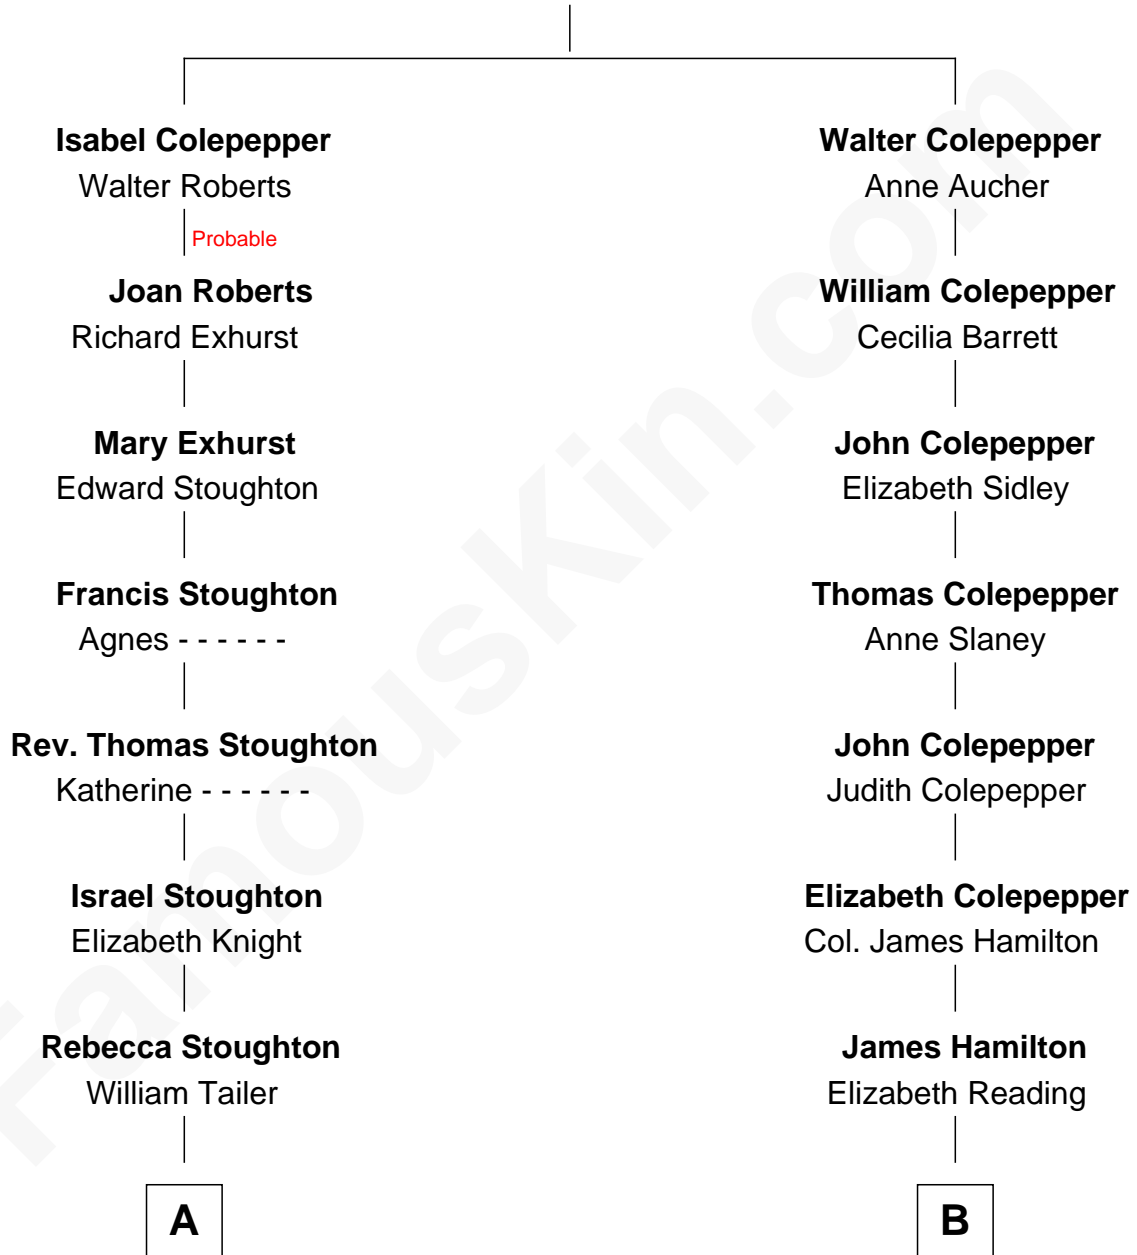 Isabel Colepepper
Walter Roberts
Probable
Joan Roberts
Richard Exhurst
Mary Exhurst
Edward Stoughton
Francis Stoughton
Agnes - - - - - -
Rev. Thomas Stoughton
Katherine - - - - - -
Israel Stoughton
Elizabeth Knight
Rebecca Stoughton
William Tailer
A
Walter Colepepper
Anne Aucher
William Colepepper
Cecilia Barrett
John Colepepper
Elizabeth Sidley
Thomas Colepepper
Anne Slaney
John Colepepper
Judith Colepepper
Elizabeth Colepepper
Col. James Hamilton
James Hamilton
Elizabeth Reading
B
FamousKin.com